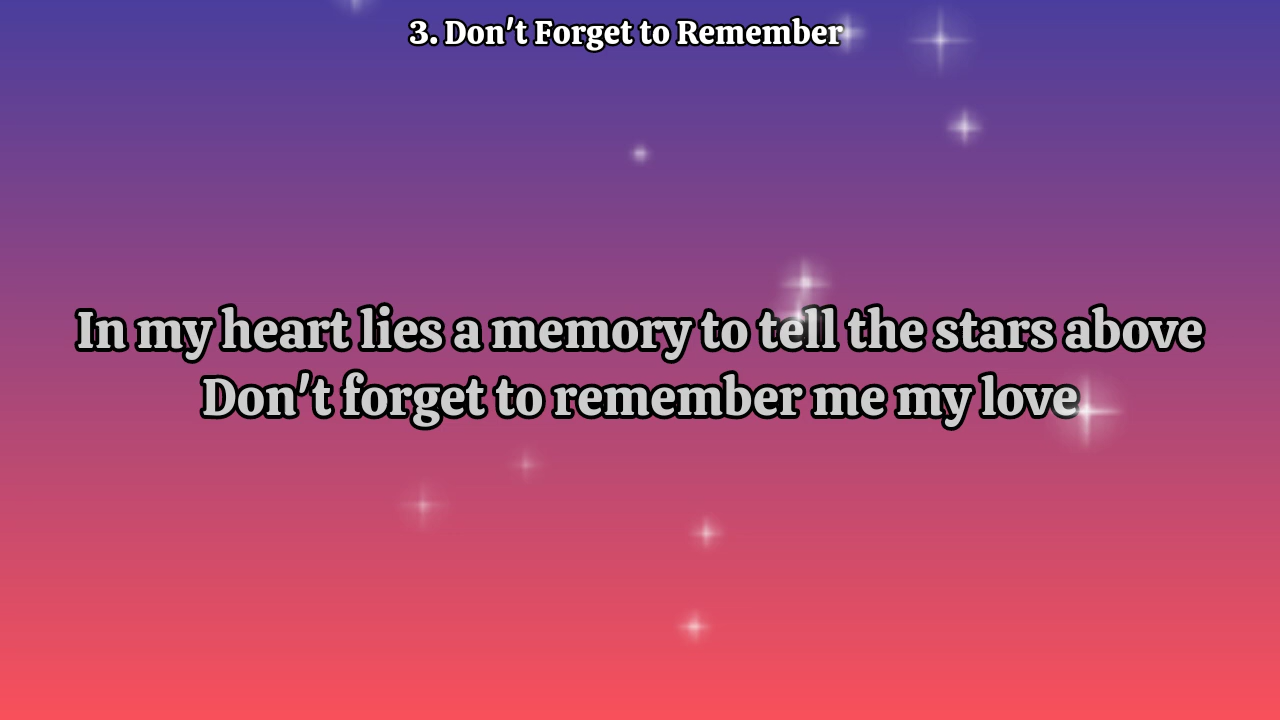 3. Don't Forget to Remember
In my heart lies a memory to tell the stars above
Don't forget to remember me my love